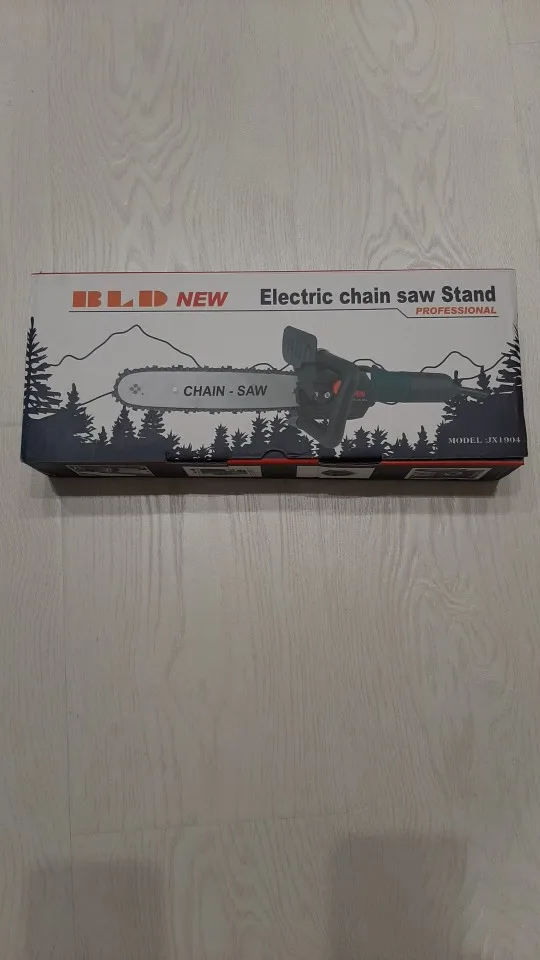 BLD NEW
Electric chain saw Stand
PROFESSIONAL
CHAIN - SAW
MODEL :JX1904